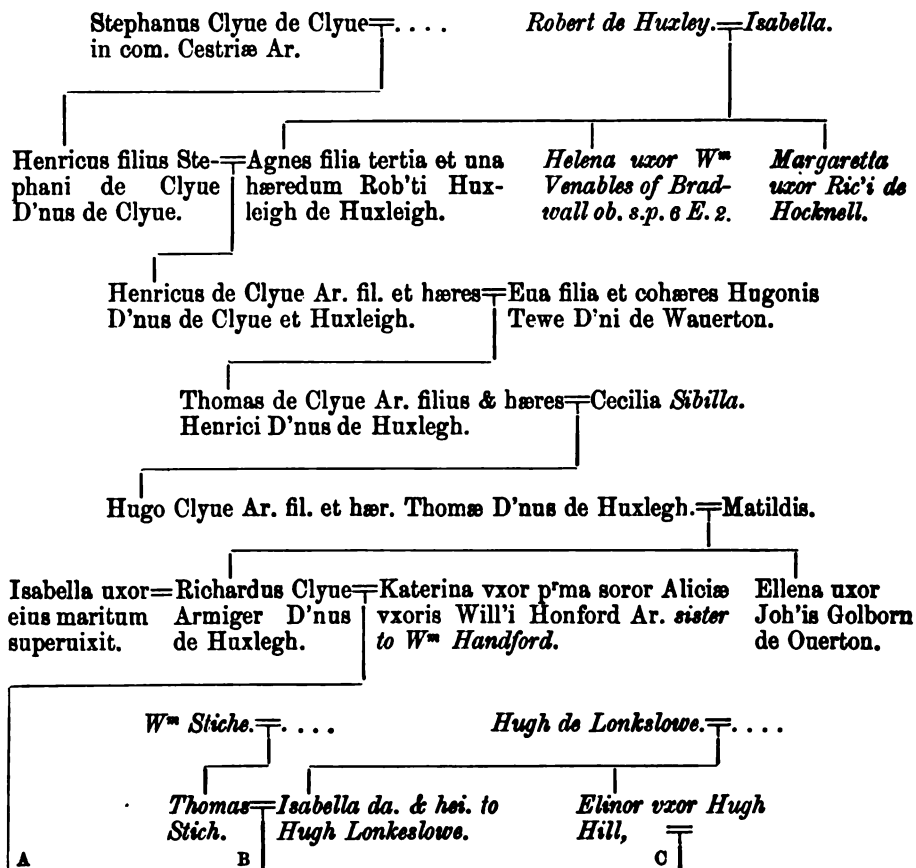 Stephanus Clyue de Clyue=. . . .
in com. Cestriæ Ar.
Robert de Huxley.=Isabella.
Henricus filius Ste-
phani de Clyue
D'nus de Clyue.
=Agnes filia tertia et una
hæredum Rob'ti Hux-
leigh de Huxleigh.
Helena uxor Wm
Venables of Brad-
wall ob. s.p. 6 E. 2.
Margaretta
uxor Ric'i de
Hocknell.
Henricus de Clyue Ar. fil. et hæres=Eua filia et cohæres Hugonis
D'nus de Clyue et Huxleigh. Tewe D'ni de Wauerton.
Thomas de Clyue Ar. filius & hæres=Cecilia Sibilla.
Henrici D'nus de Huxlegh.
Hugo Clyue Ar. fil. et hær. Thomæ D'nus de Huxlegh.=Matildis.
Isabella uxor=
eius maritum
superuixit.
Richardus Clyue=
Armiger D'nus
de Huxlegh.
Katerina vxor p'rma soror Aliciæ
vxoris Will'i Honford Ar. sister
to Wm Handford.
Ellena uxor
Joh'is Golborn
de Ouerton.
Wm Stiche.=. . . .
Hugh de Lonkslowe.=. . . .
Thomas=
Stich.
Isabella da. & hei. to
Hugh Lonkeslowe.
Elinor vxor Hugh
Hill, =
A B C